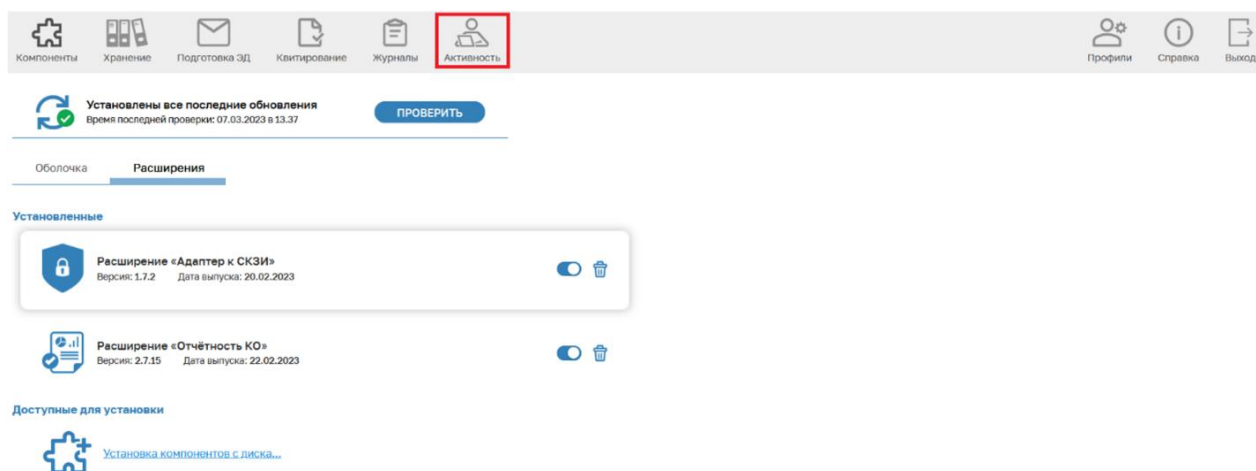 Компоненты
Хранение
Подготовка ЭД
Квитирование
Журналы
Активность
Профили
Справка
Выход
Установлены все последние обновления
Время последней проверки: 07.03.2023 в 13.37
ПРОВЕРИТЬ
Оболочка
Расширения
Установленные
Расширение «Адаптер к СКЗИ»
Версия: 1.7.2 Дата выпуска: 20.02.2023
Расширение «Отчётность КО»
Версия: 2.7.15 Дата выпуска: 22.02.2023
Доступные для установки
Установка компонентов с диска...